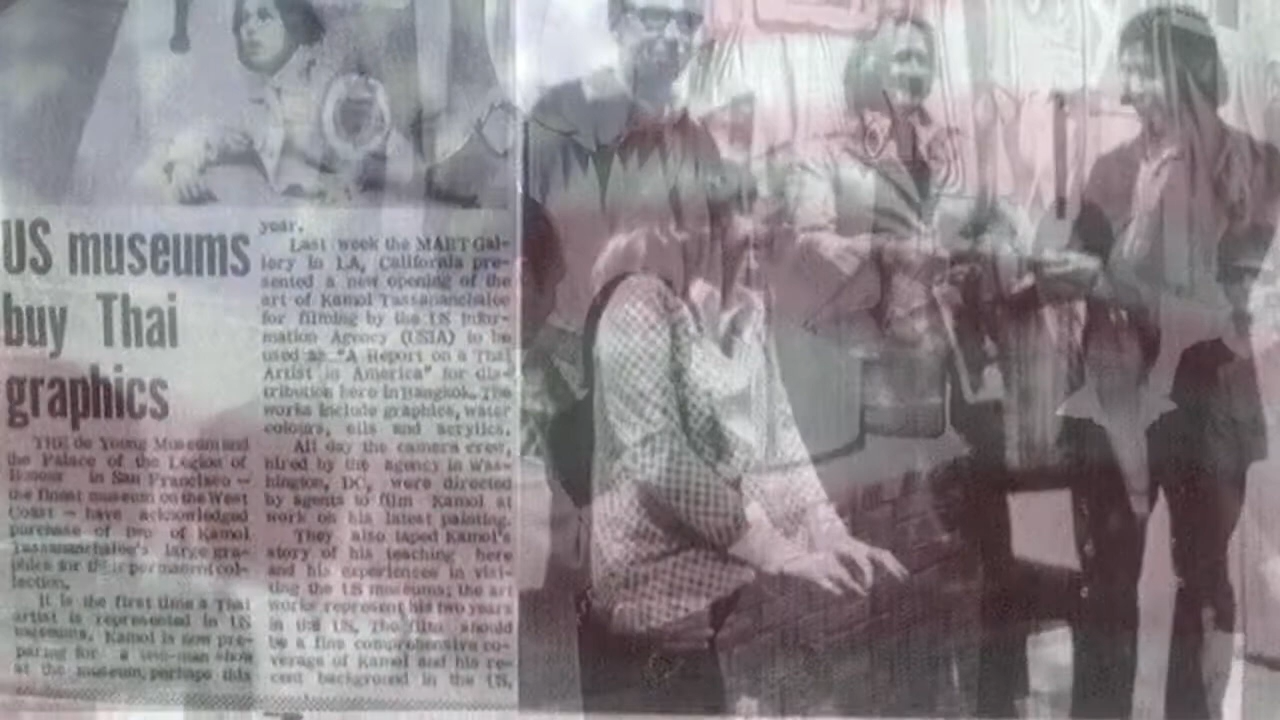 US museums
buy Thai
graphics
THE de Young Museum and
the Palace of the Legion of
Honour in San Francisco —
the finest museum on the West
Coast — have acknowledged
purchase of two of Kamol
Tassananchalee's large gra-
phics for their permanent col-
lection.
It is the first time a Thai
artist is represented in US
museums. Kamol is now pre-
paring for a two-man show
at the museum, perhaps this
year.
Last week the MART Gal-
lery in LA, California pre-
sented a new opening of the
art of Kamol Tassananchalee
for filming by the US Infor-
mation Agency (USIA) to be
used as "A Report on a Thai
Artist in America" for dis-
tribution here in Bangkok. The
works include graphics, water
colours, oils and acrylics.
All day the camera crew,
hired by the agency in Was-
hington, DC, were directed
by agents to film Kamol at
work on his latest painting.
They also taped Kamol's
story of his teaching here
and his experiences in visi-
ting the US museums; the art
works represent his two years
in the US. The film should
be a fine comprehensive co-
verage of Kamol and his re-
cent background in the US.